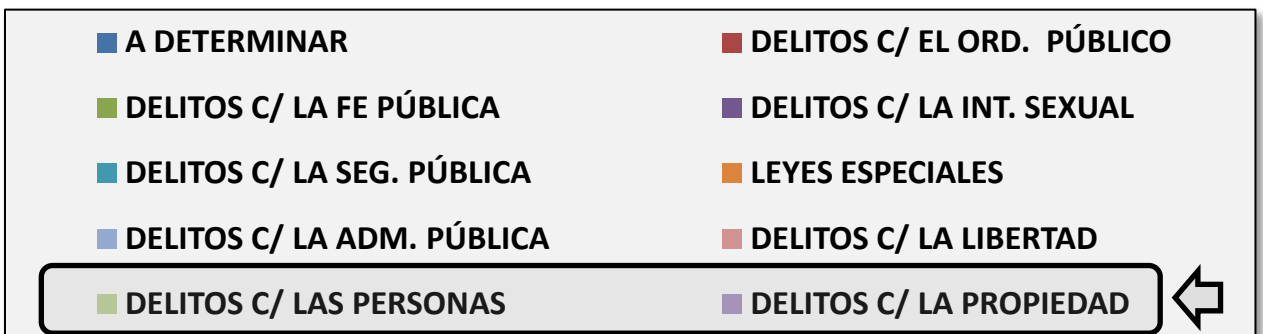 A DETERMINAR
DELITOS C/ EL ORD. PÚBLICO
DELITOS C/ LA FE PÚBLICA
DELITOS C/ LA INT. SEXUAL
DELITOS C/ LA SEG. PÚBLICA
LEYES ESPECIALES
DELITOS C/ LA ADM. PÚBLICA
DELITOS C/ LA LIBERTAD
DELITOS C/ LAS PERSONAS
DELITOS C/ LA PROPIEDAD